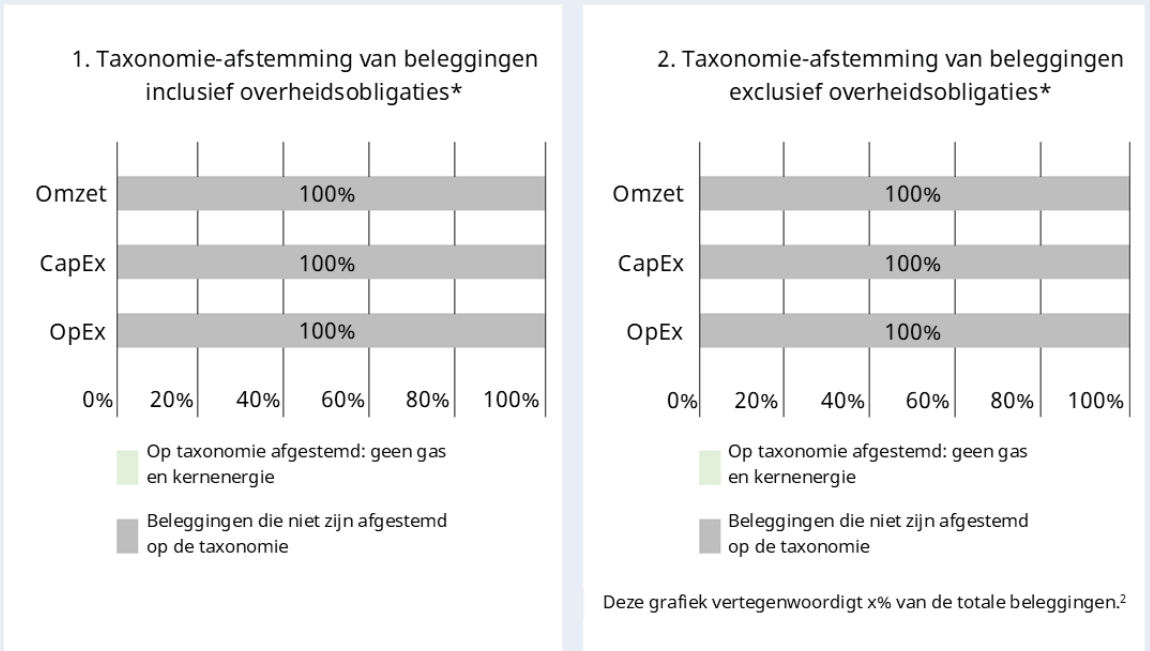 1. Taxonomie-afstemming van beleggingen
inclusief overheidsobligaties*
Omzet 100%
CapEx 100%
OpEx 100%
0% 20% 40% 60% 80% 100%
Op taxonomie afgestemd: geen gas
en kernenergie
Beleggingen die niet zijn afgestemd
op de taxonomie
2. Taxonomie-afstemming van beleggingen
exclusief overheidsobligaties*
Omzet 100%
CapEx 100%
OpEx 100%
0% 20% 40% 60% 80% 100%
Op taxonomie afgestemd: geen gas
en kernenergie
Beleggingen die niet zijn afgestemd
op de taxonomie
Deze grafiek vertegenwoordigt x% van de totale beleggingen.²